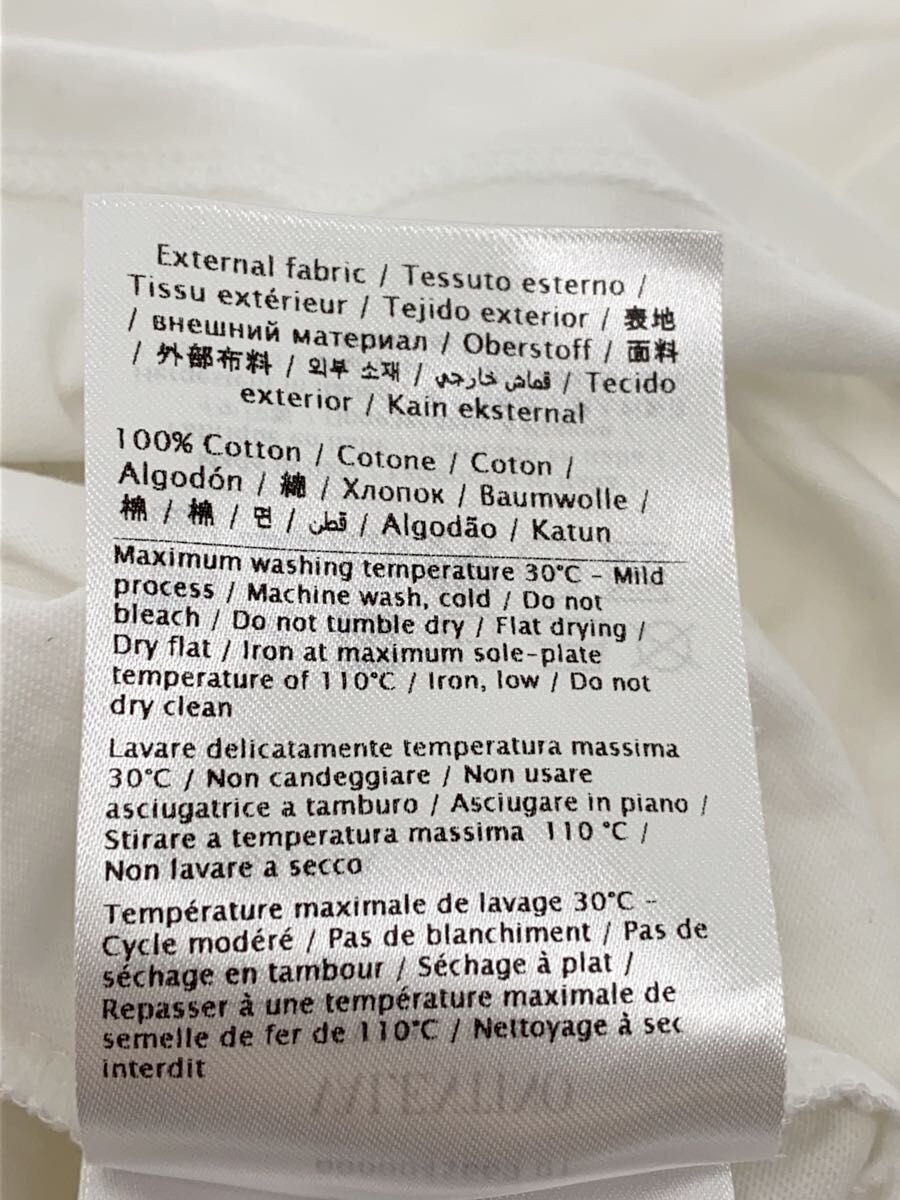 External fabric / Tessuto esterno /
Tissu extérieur / Tejido exterior / 表地
/ внешний материал / Oberstoff / 面料
/ 外部布料 / 외부 소재 / قماش خارجي / Tecido
exterior / Kain eksternal
100% Cotton / Cotone / Coton /
Algodón / 綿 / Хлопок / Baumwolle /
棉 / 棉 / 면 / قطن / Algodão / Katun
Maximum washing temperature 30°C - Mild
process / Machine wash, cold / Do not
bleach / Do not tumble dry / Flat drying /
Dry flat / Iron at maximum sole-plate
temperature of 110°C / Iron, low / Do not
dry clean
Lavare delicatamente temperatura massima
30°C / Non candeggiare / Non usare
asciugatrice a tamburo / Asciugare in piano /
Stirare a temperatura massima 110 °C /
Non lavare a secco
Température maximale de lavage 30°C -
Cycle modéré / Pas de blanchiment / Pas de
séchage en tambour / Séchage à plat /
Repasser à une température maximale de
semelle de fer de 110°C / Nettoyage à sec
interdit
VALENTINO